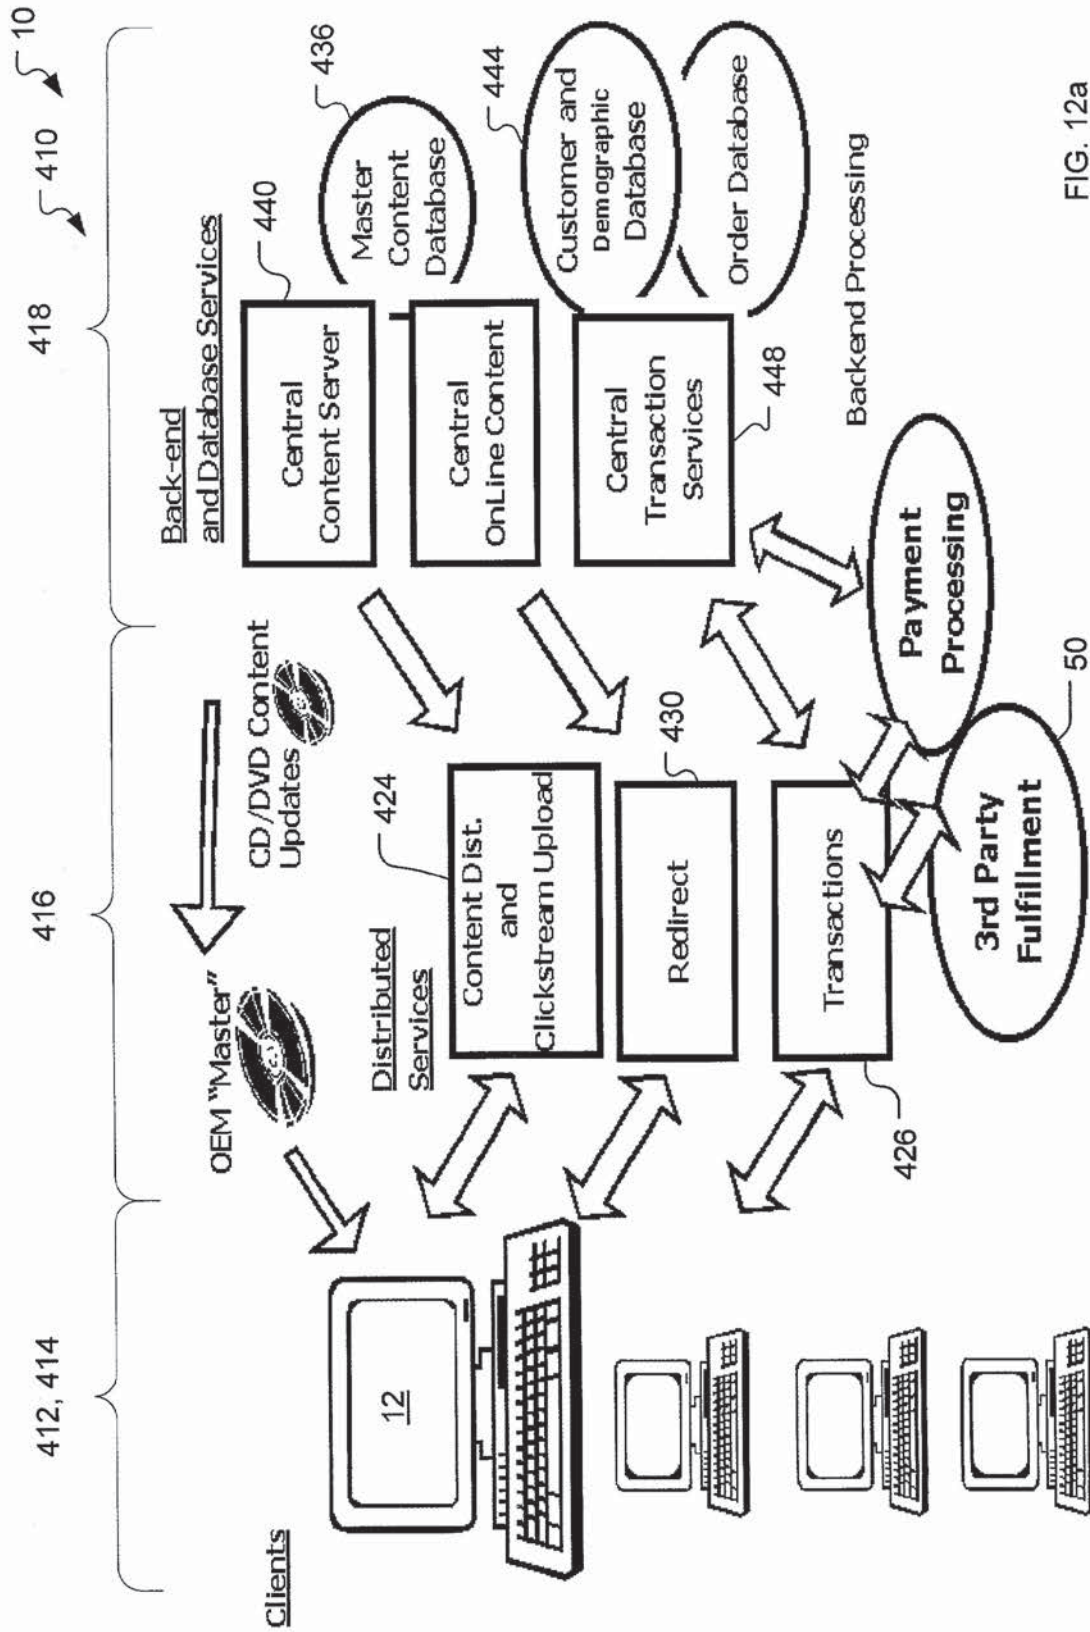 10
410
412, 414
416
418
Clients
12
OEM “Master”
CD/DVD Content
Updates
Distributed
Services
424
Content Dist.
and
Clickstream Upload
430
Redirect
Transactions
426
Back-end
and Database Services
440
Central
Content Server
436
Master
Content
Database
Central
OnLine Content
444
Customer and
Demographic
Database
Central
Transaction
Services
448
Order Database
Backend Processing
Payment
Processing
3rd Party
Fulfillment
50
FIG. 12a